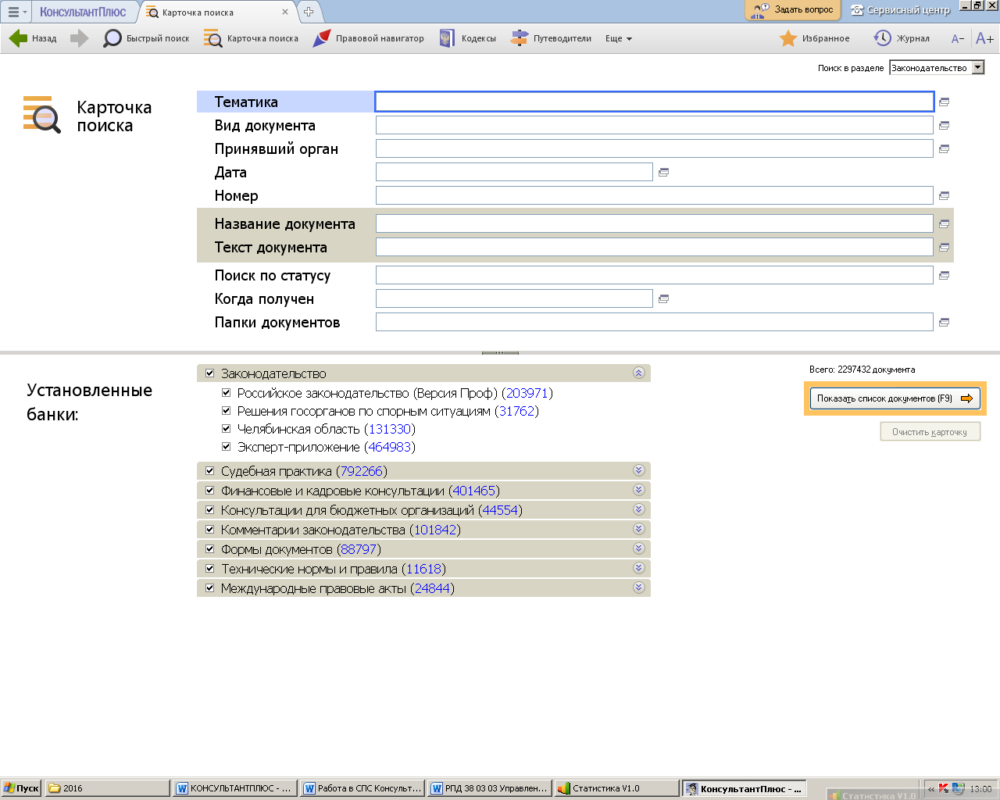 КонсультантПлюс
Карточка поиска
Задать вопрос
Сервисный центр
Назад
Быстрый поиск
Карточка поиска
Правовой навигатор
Кодексы
Путеводители
Еще
Избранное
Журнал
А−
А+
Поиск в разделе
Законодательство
Карточка
поиска
Тематика
Вид документа
Принявший орган
Дата
Номер
Название документа
Текст документа
Поиск по статусу
Когда получен
Папки документов
Установленные
банки:
Законодательство
Российское законодательство (Версия Проф) (203971)
Решения госорганов по спорным ситуациям (31762)
Челябинская область (131330)
Эксперт-приложение (464983)
Судебная практика (792266)
Финансовые и кадровые консультации (401465)
Консультации для бюджетных организаций (44554)
Комментарии законодательства (101842)
Формы документов (88797)
Технические нормы и правила (11618)
Международные правовые акты (24844)
Всего: 2297432 документа
Показать список документов (F9)
Очистить карточку
Пуск
2016
КОНСУЛЬТАНТПЛЮС - ...
Работа в СПС Консульт...
РПД 38 03 03 Управлен...
Статистика V1.0
КонсультантПлюс - ...
Статистика V1.0
13:00